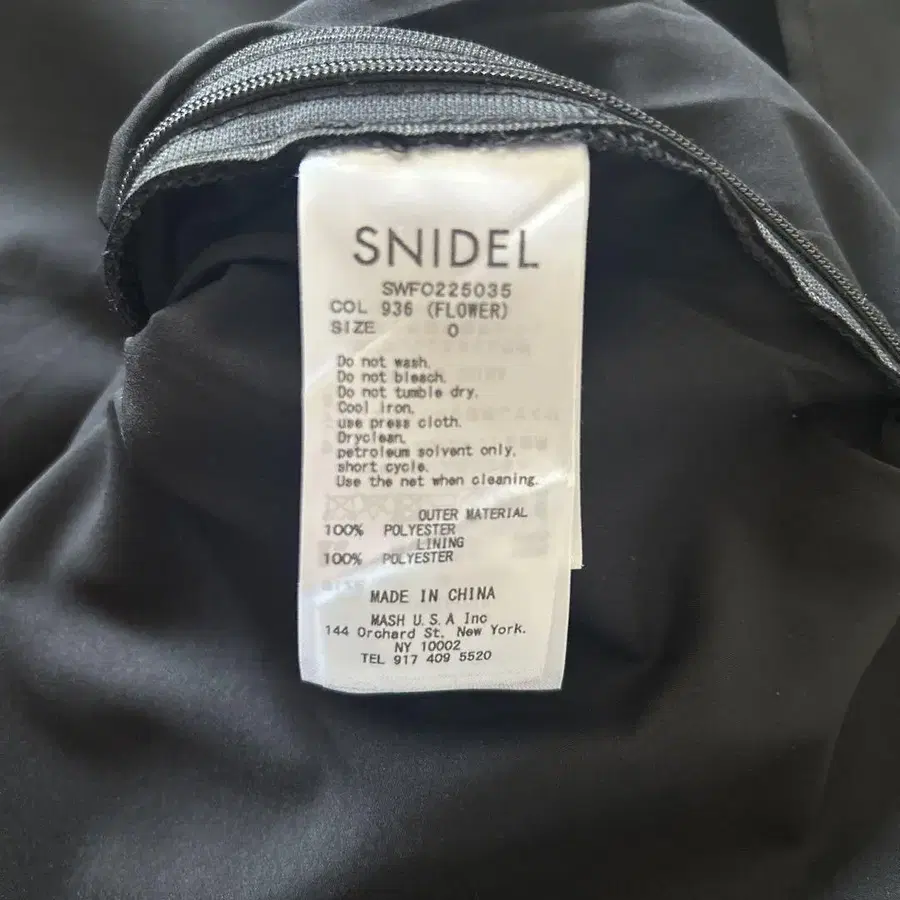 SNIDEL
SWFO225035
COL 936 (FLOWER)
SIZE 0
Do not wash.
Do not bleach.
Do not tumble dry.
Cool iron.
use press cloth.
Dryclean.
petroleum solvent only.
short cycle.
Use the net when cleaning.
OUTER MATERIAL
100% POLYESTER
LINING
100% POLYESTER
MADE IN CHINA
MASH U.S.A Inc
144 Orchard St. New York.
NY 10002
TEL 917 409 5520